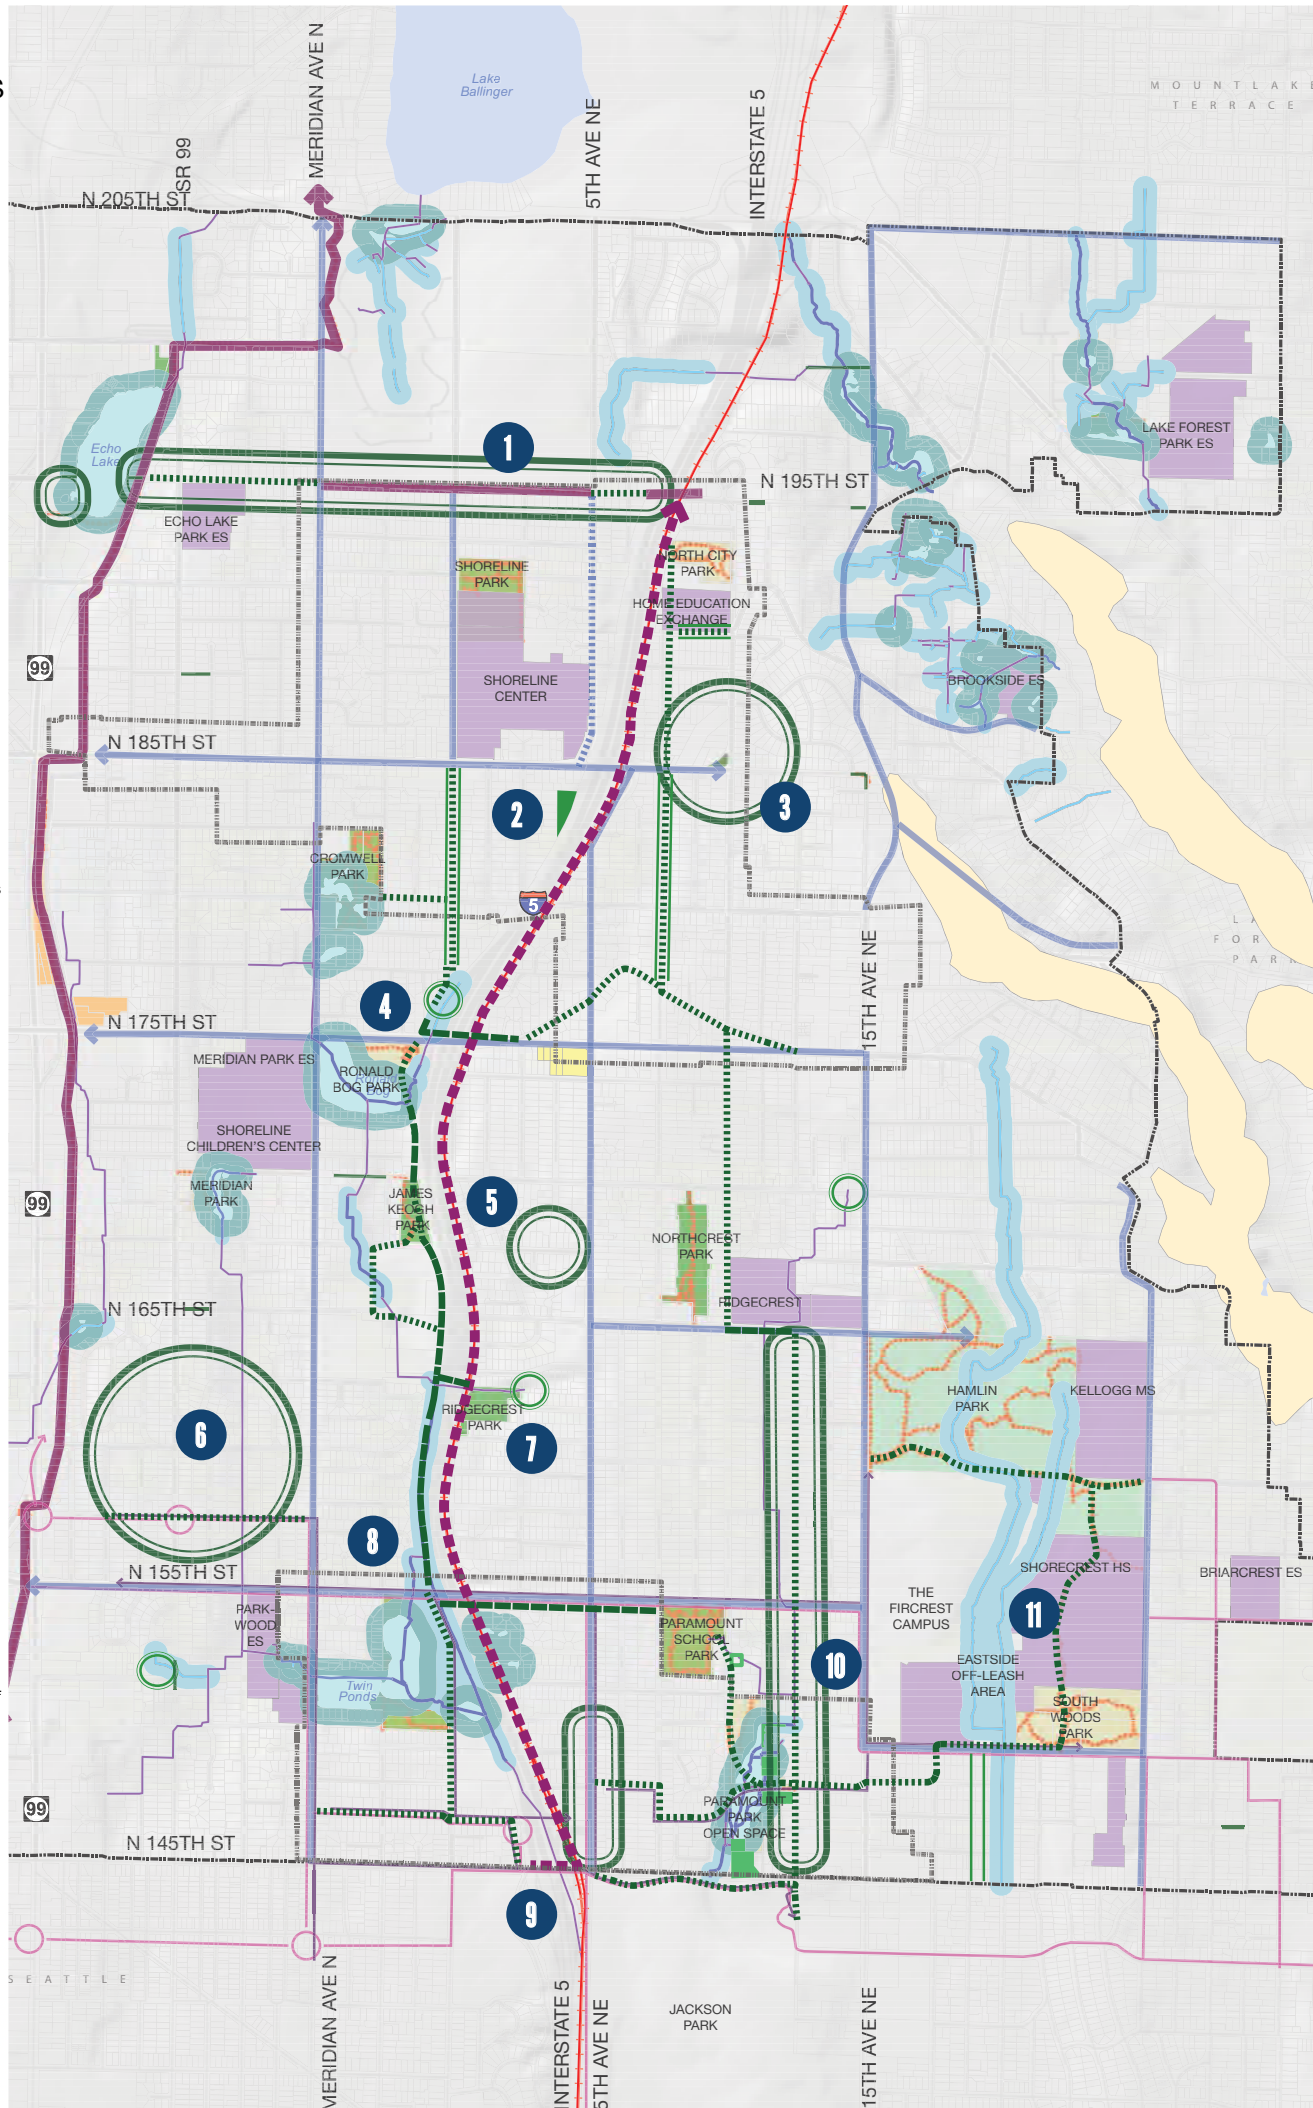 S
MERIDIAN AVE N
Lake
Ballinger
5TH AVE NE
INTERSTATE 5
MOUNTLAKE
TERRACE
SR 99
N 205TH ST
Echo
Lake
1
N 195TH ST
LAKE FOREST
PARK ES
ECHO LAKE
PARK ES
SHORELINE
PARK
NORTH CITY
PARK
HOME EDUCATION
EXCHANGE
99
SHORELINE
CENTER
BROOKSIDE ES
N 185TH ST
2
3
CROMWELL
PARK
5
15TH AVE NE
LA
FOR
PARK
4
N 175TH ST
MERIDIAN PARK ES
RONALD
BOG PARK
Ronald
Bog
SHORELINE
CHILDREN'S CENTER
MERIDIAN
PARK
JAMES
KEOGH
PARK
5
99
NORTHCREST
PARK
RIDGECREST
N 165TH ST
HAMLIN
PARK
KELLOGG MS
RIDGECREST
PARK
6
7
8
N 155TH ST
SHORECREST HS
BRIARCREST ES
THE
FIRCREST
CAMPUS
11
PARK-
WOOD
ES
PARAMOUNT
SCHOOL
PARK
10
EASTSIDE
OFF-LEASH
AREA
Twin
Ponds
SOUTH
WOODS
PARK
99
PARAMOUNT
PARK
OPEN SPACE
N 145TH ST
9
SEATTLE
MERIDIAN AVE N
INTERSTATE 5
5TH AVE NE
JACKSON
PARK
15TH AVE NE